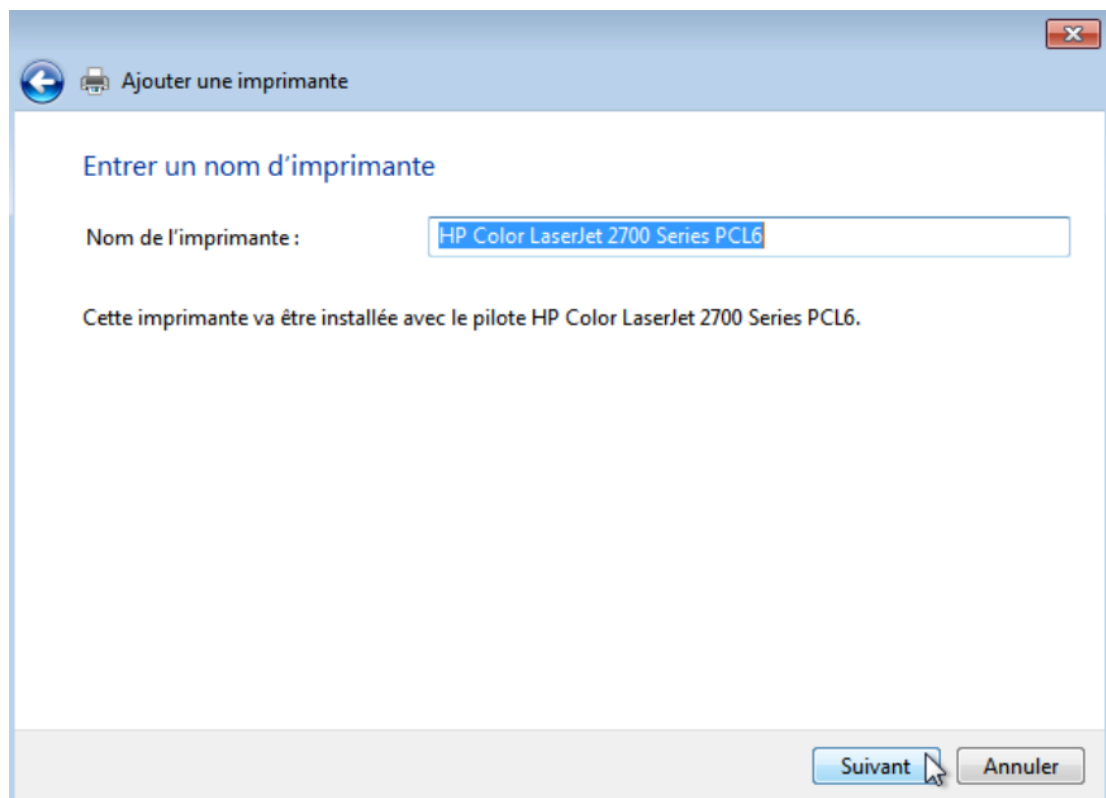 Ajouter une imprimante
Entrer un nom d'imprimante
Nom de l'imprimante : HP Color LaserJet 2700 Series PCL6
Cette imprimante va être installée avec le pilote HP Color LaserJet 2700 Series PCL6.
Suivant Annuler